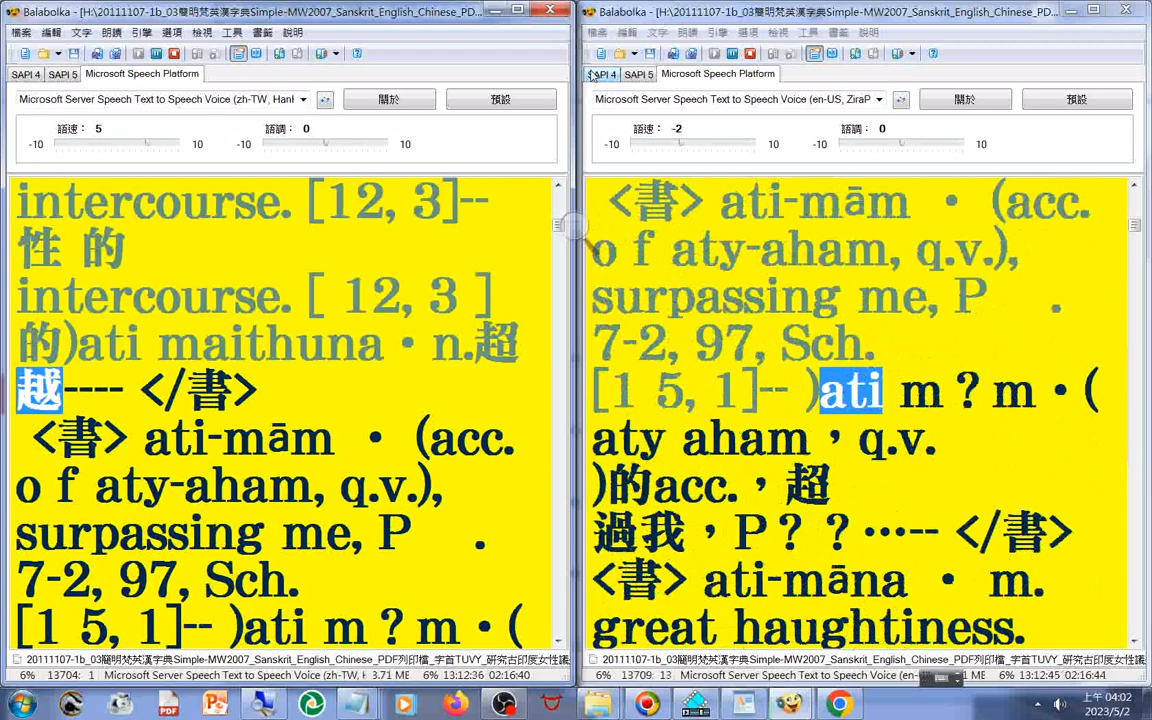 Balabolka - [H:\20111107-1b_03簡明梵英漢字典Simple-MW2007_Sanskrit_English_Chinese_PD...
檔案 編輯 文字 朗讀 引擎 選項 檢視 工具 書籤 說明
SAPI 4 SAPI 5 Microsoft Speech Platform
Microsoft Server Speech Text to Speech Voice (zh-TW, Hanl
關於 預設
語速: 5 語調: 0
-10 10 -10 10
intercourse. [12, 3]--
性 的
intercourse. [ 12, 3 ]
的)ati maithuna·n.超
越---- </書>
<書> ati-mām · (acc.
o f aty-aham, q.v.),
surpassing me, P .
7-2, 97, Sch.
[1 5, 1]-- )ati m？m·(
20111107-1b_03簡明梵英漢字典Simple-MW2007_Sanskrit_English_Chinese_PDF列印檔_字首TUVY_研究古印度女性議
6% 13704: 1 Microsoft Server Speech Text to Speech Voice (zh-TW, H 3.71 MB 6% 13:12:36 02:16:40
Balabolka - [H:\20111107-1b_03簡明梵英漢字典Simple-MW2007_Sanskrit_English_Chinese_PD...
檔案 編輯 文字 朗讀 引擎 選項 檢視 工具 書籤 說明
SAPI 4 SAPI 5 Microsoft Speech Platform
Microsoft Server Speech Text to Speech Voice (en-US, ZiraP
關於 預設
語速: -2 語調: 0
-10 10 -10 10
<書> ati-mām · (acc.
o f aty-aham, q.v.),
surpassing me, P .
7-2, 97, Sch.
[1 5, 1]-- )ati m？m·(
aty aham，q.v.
)的acc.，超
過我，P？？…-- </書>
<書> ati-māna · m.
great haughtiness.
20111107-1b_03簡明梵英漢字典Simple-MW2007_Sanskrit_English_Chinese_PDF列印檔_字首TUVY_研究古印度女性議
6% 13709: 13 Microsoft Server Speech Text to Speech Voice (en-U 6% 13:12:45 02:16:44
上午 04:02
2023/5/2